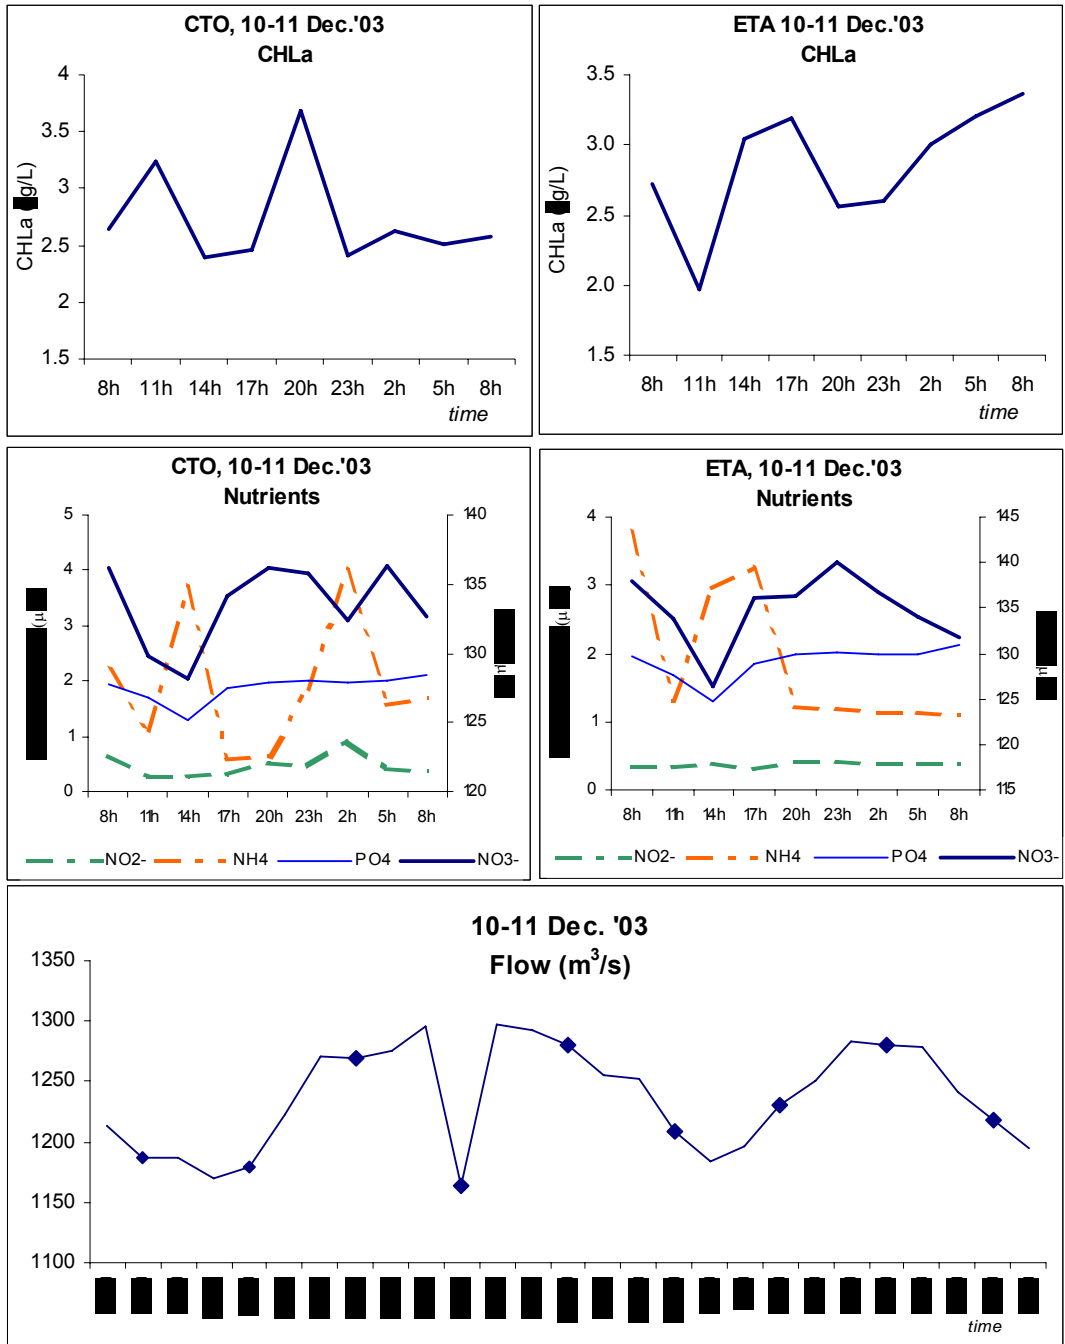 CTO, 10-11 Dec.'03
CHLa
4
3.5
3
2.5
2
1.5
CHLa
g/L)
8h 11h 14h 17h 20h 23h 2h 5h 8h
time
ETA 10-11 Dec.'03
CHLa
3.5
3.0
2.5
2.0
1.5
CHLa
g/L)
8h 11h 14h 17h 20h 23h 2h 5h 8h
time
CTO, 10-11 Dec.'03
Nutrients
5
4
3
2
1
0
(μ
140
135
130
125
120
m
8h 11h 14h 17h 20h 23h 2h 5h 8h
NO2- NH4 PO4 NO3-
ETA, 10-11 Dec.'03
Nutrients
4
3
2
1
0
(μ
145
140
135
130
125
120
115
m
8h 11h 14h 17h 20h 23h 2h 5h 8h
NO2- NH4 PO4 NO3-
10-11 Dec. '03
Flow (m³/s)
1350
1300
1250
1200
1150
1100
time